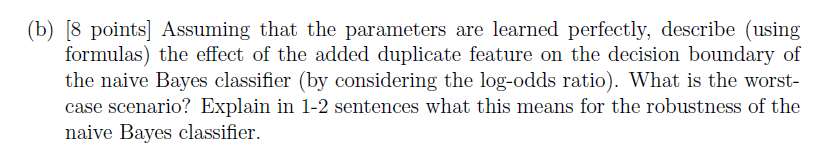 (b) [8 points] Assuming that the parameters are learned perfectly, describe (using
formulas) the effect of the added duplicate feature on the decision boundary of
the naive Bayes classifier (by considering the log-odds ratio). What is the worst-
case scenario? Explain in 1-2 sentences what this means for the robustness of the
naive Bayes classifier.